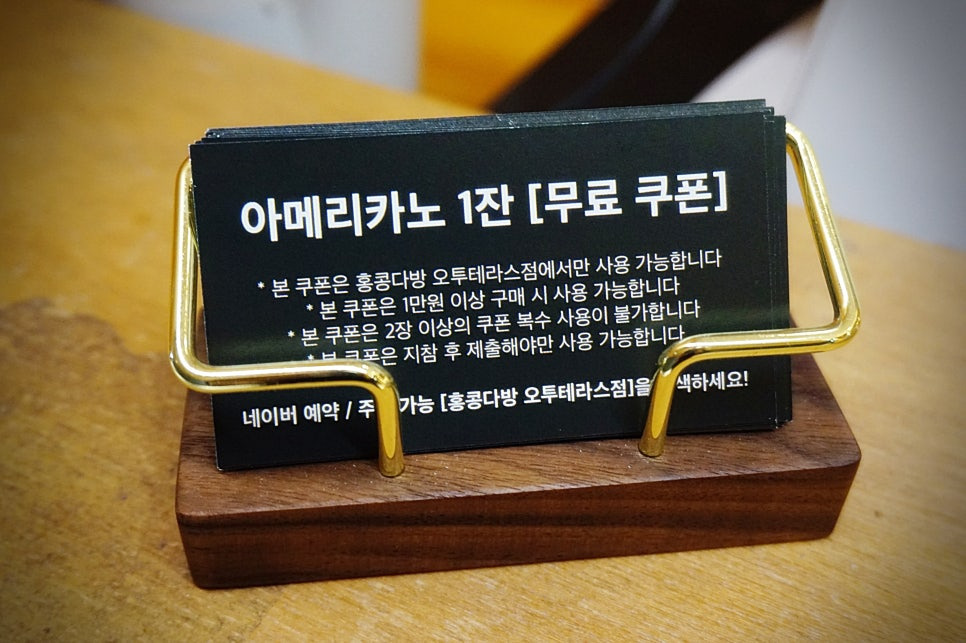 아메리카노 1잔 [무료 쿠폰]
* 본 쿠폰은 홍콩다방 오투테라스점에서만 사용 가능합니다
* 본 쿠폰은 1만원 이상 구매 시 사용 가능합니다
* 본 쿠폰은 2장 이상의 쿠폰 복수 사용이 불가합니다
* 본 쿠폰은 지참 후 제출해야만 사용 가능합니다
네이버 예약 / 가능 [홍콩다방 오투테라스점]을